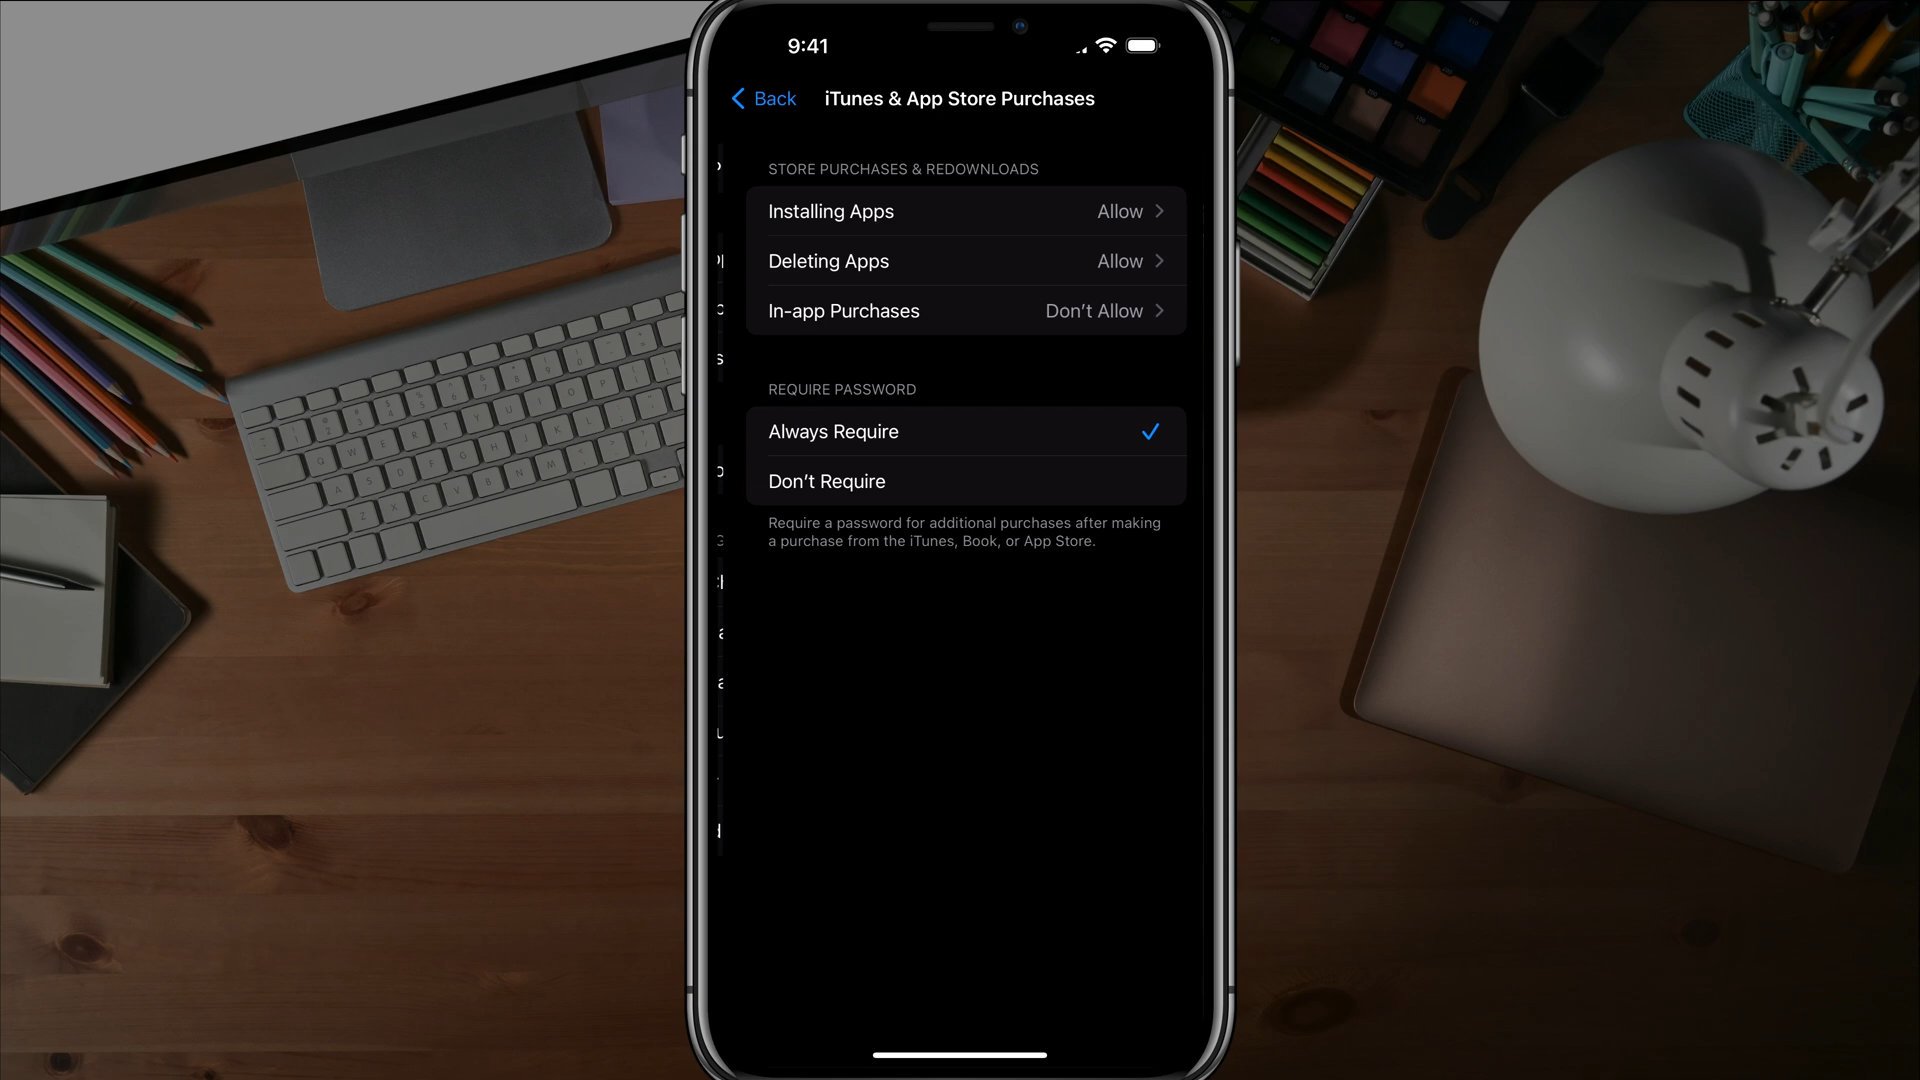 9:41
Back
iTunes & App Store Purchases
STORE PURCHASES & REDOWNLOADS
Installing Apps Allow
Deleting Apps Allow
In-app Purchases Don’t Allow
REQUIRE PASSWORD
Always Require
Don’t Require
Require a password for additional purchases after making
a purchase from the iTunes, Book, or App Store.